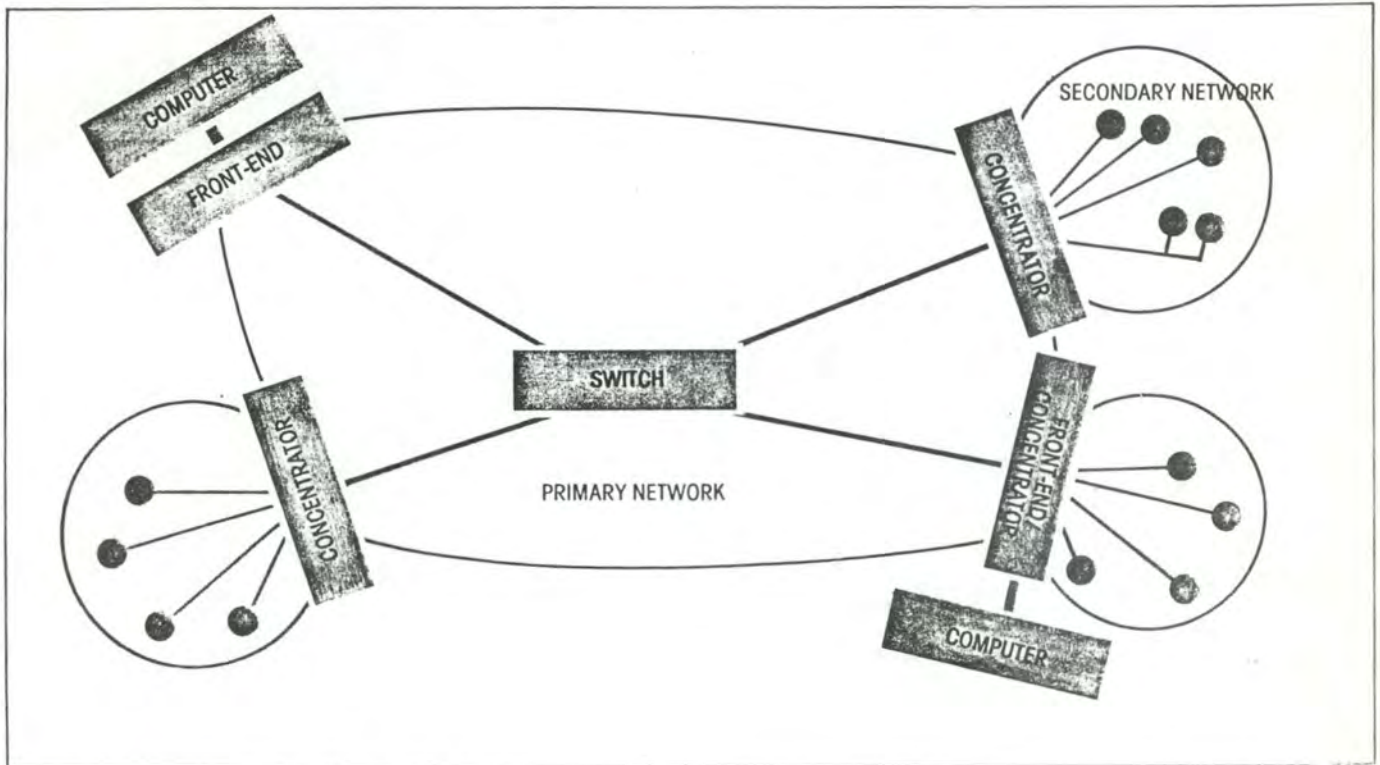 COMPUTER
FRONT-END
SECONDARY NETWORK
CONCENTRATOR
SWITCH
FRONT-END/
CONCENTRATOR
CONCENTRATOR
PRIMARY NETWORK
COMPUTER